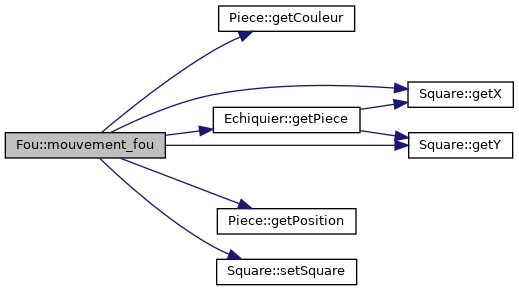 Piece::getCouleur
Square::getX
Echiquier::getPiece
Fou::mouvement_fou
Square::getY
Piece::getPosition
Square::setSquare